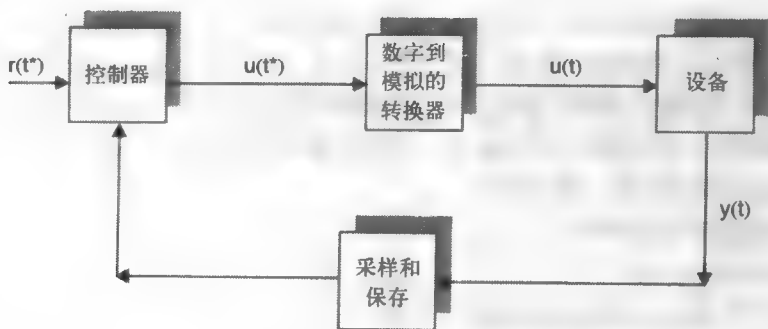 r(t*)
控制器
u(t*)
数字到
模拟的
转换器
u(t)
设备
y(t)
采样和
保存